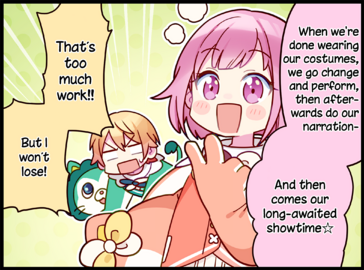 When we're
done wearing
our costumes,
we go change
and perform,
then after-
wards do our
narration-
And then
comes our
long-awaited
showtime☆
That's
too
much
work!!
But I
won't
lose!